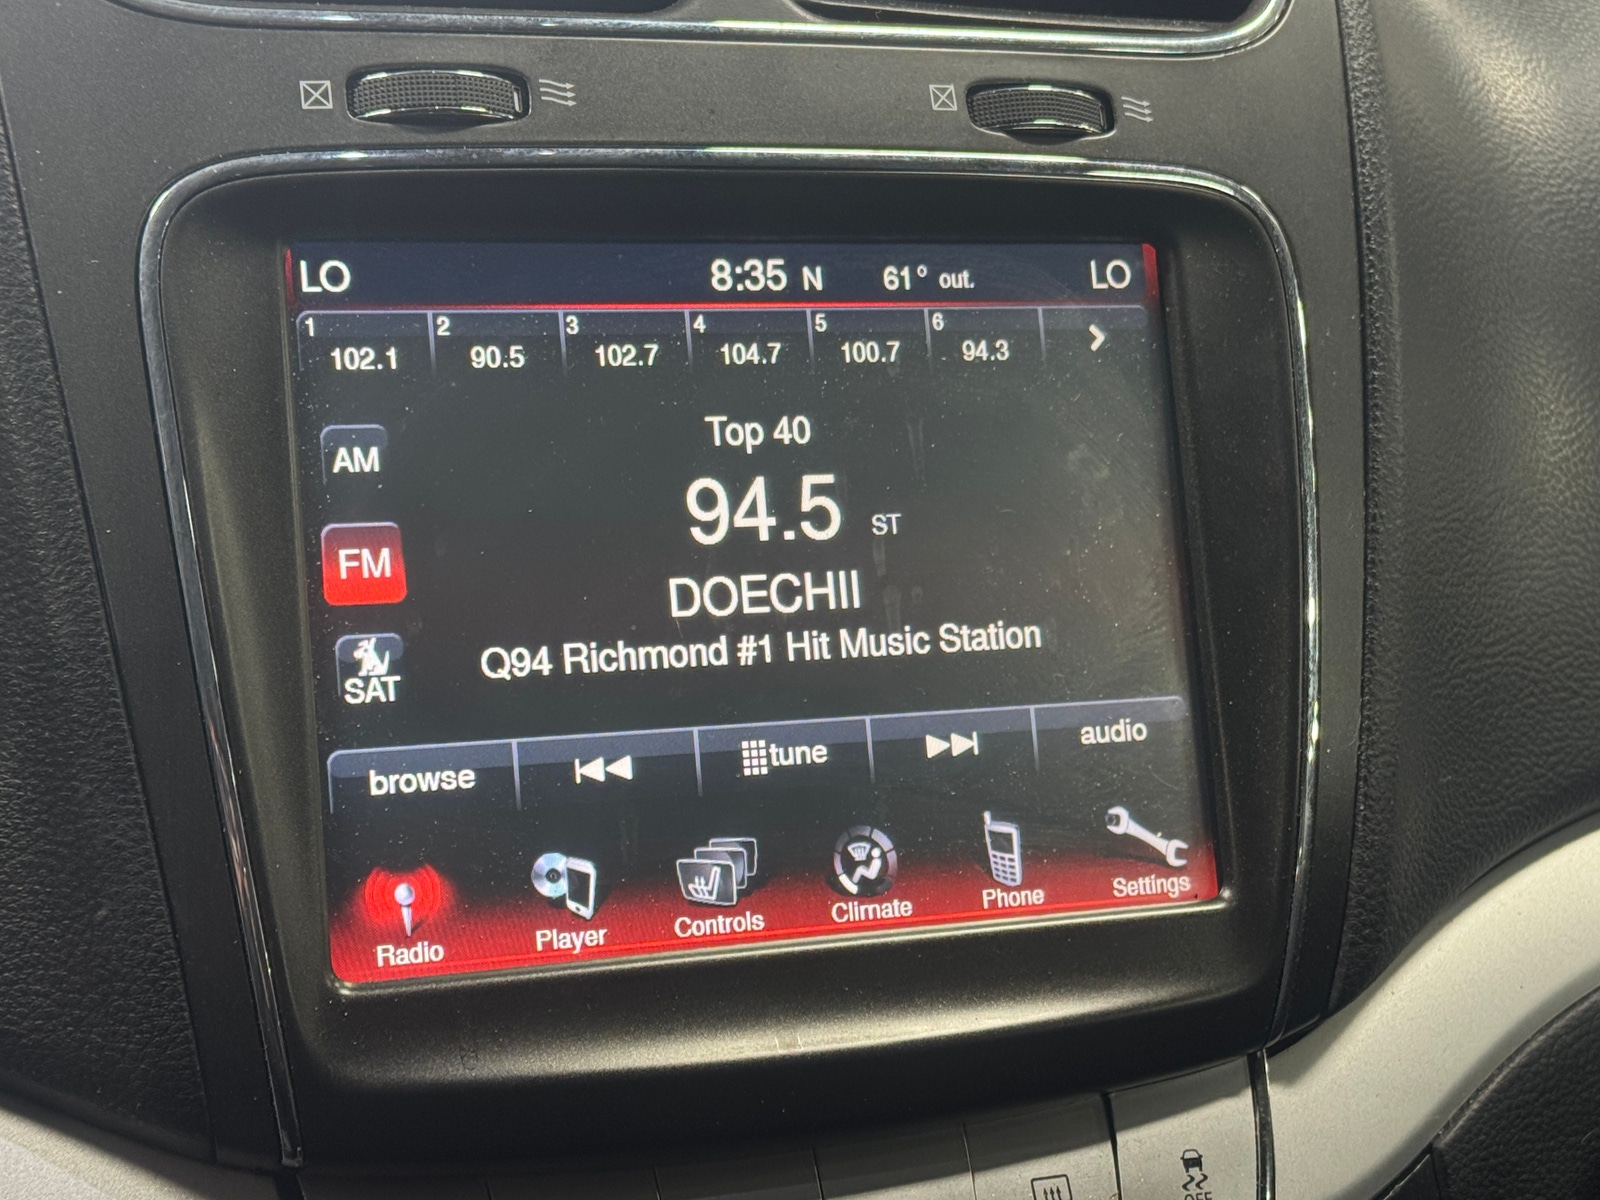 LO 8:35 N 61° out. LO
1 2 3 4 5 6
102.1 90.5 102.7 104.7 100.7 94.3
Top 40
AM
94.5 ST
FM
DOECHII
Q94 Richmond #1 Hit Music Station
SAT
browse tune audio
Radio Player Controls Climate Phone Settings
OFF